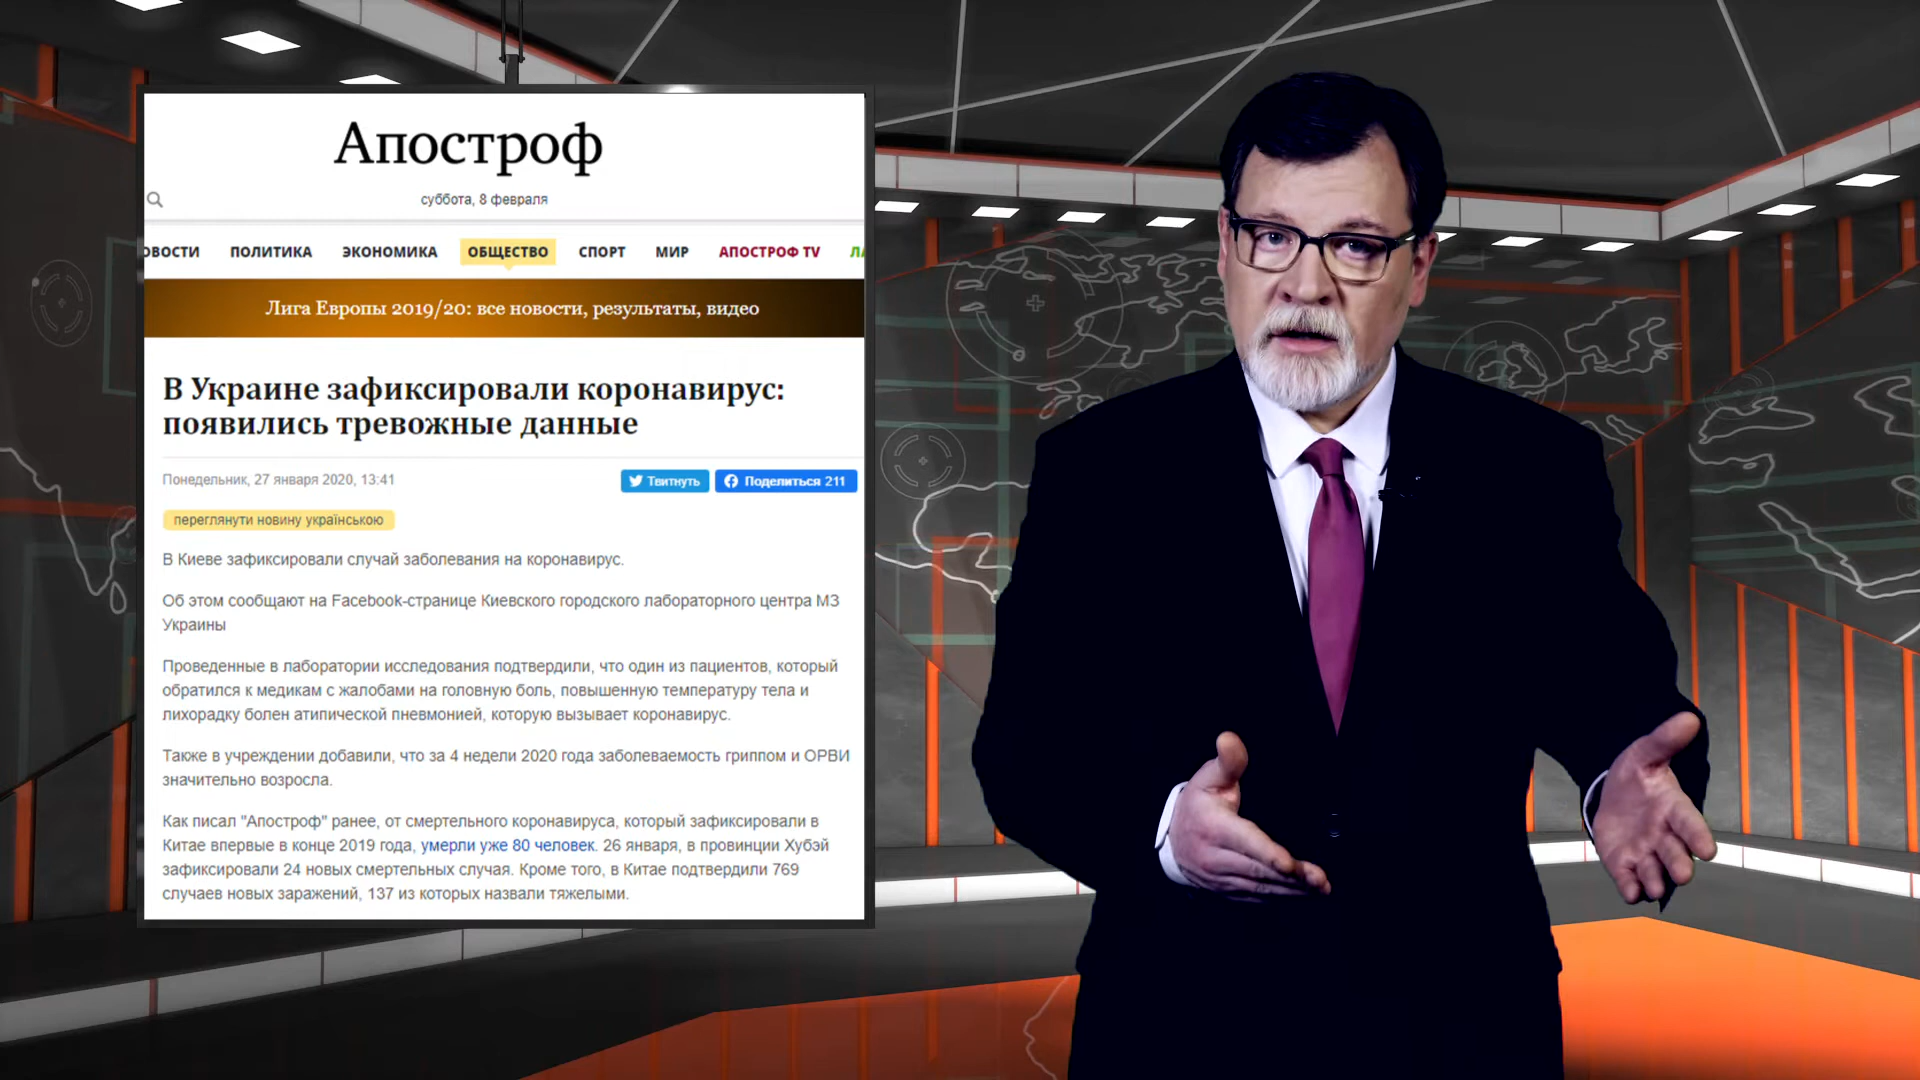 Апостроф
суббота, 8 февраля
ОВОСТИ ПОЛИТИКА ЭКОНОМИКА ОБЩЕСТВО СПОРТ МИР АПОСТРОФ TV ЛА
Лига Европы 2019/20: все новости, результаты, видео
В Украине зафиксировали коронавирус:
появились тревожные данные
Понедельник, 27 января 2020, 13:41
Твитнуть Поделиться 211
переглянути новину українською
В Киеве зафиксировали случай заболевания на коронавирус.
Об этом сообщают на Facebook-странице Киевского городского лабораторного центра МЗ
Украины
Проведенные в лаборатории исследования подтвердили, что один из пациентов, который
обратился к медикам с жалобами на головную боль, повышенную температуру тела и
лихорадку болен атипической пневмонией, которую вызывает коронавирус.
Также в учреждении добавили, что за 4 недели 2020 года заболеваемость гриппом и ОРВИ
значительно возросла.
Как писал "Апостроф" ранее, от смертельного коронавируса, который зафиксировали в
Китае впервые в конце 2019 года, умерли уже 80 человек. 26 января, в провинции Хубэй
зафиксировали 24 новых смертельных случая. Кроме того, в Китае подтвердили 769
случаев новых заражений, 137 из которых назвали тяжелыми.